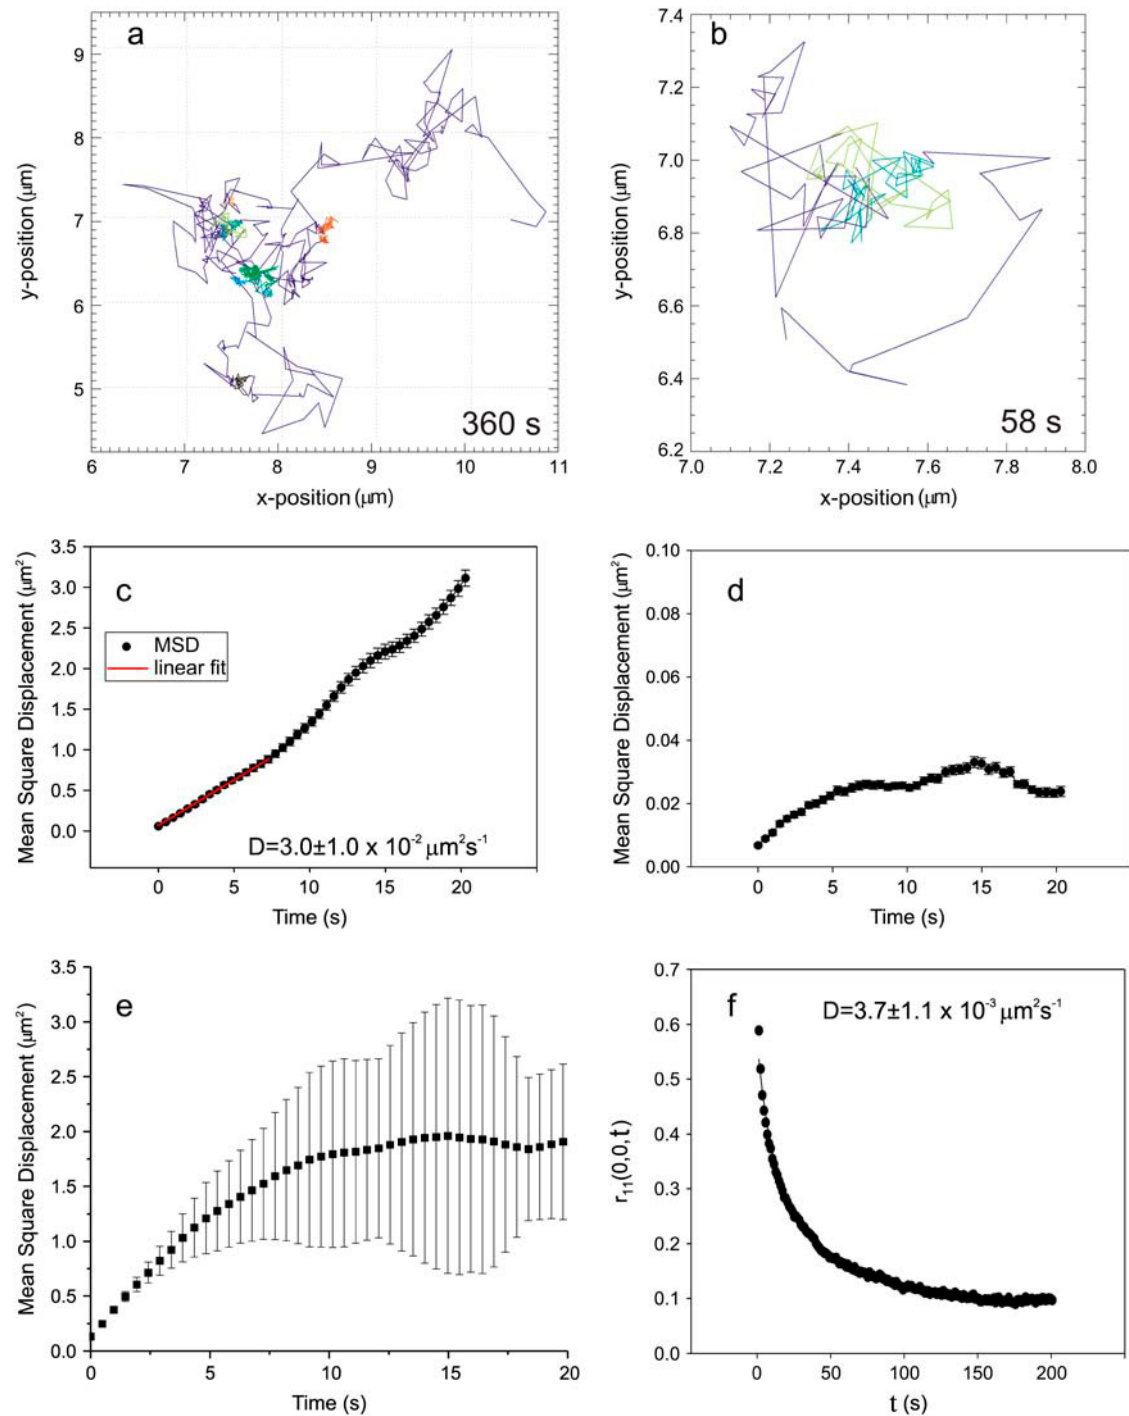 a
y-position (μm)
9
8
7
6
5
360 s
6 7 8 9 10 11
x-position (μm)
b
y-position (μm)
7.4
7.2
7.0
6.8
6.6
6.4
6.2
58 s
7.0 7.2 7.4 7.6 7.8 8.0
x-position (μm)
c
Mean Square Displacement (μm²)
3.5
3.0
2.5
2.0
1.5
1.0
0.5
0.0
MSD
linear fit
D=3.0±1.0 x 10⁻² μm²s⁻¹
0 5 10 15 20
Time (s)
d
Mean Square Displacement (μm²)
0.10
0.08
0.06
0.04
0.02
0.00
0 5 10 15 20
Time (s)
e
Mean Square Displacement (μm²)
3.5
3.0
2.5
2.0
1.5
1.0
0.5
0.0
0 5 10 15 20
Time (s)
f
D=3.7±1.1 x 10⁻³ μm²s⁻¹
r₁₁(0,0,t)
0.7
0.6
0.5
0.4
0.3
0.2
0.1
0.0
0 50 100 150 200
t (s)